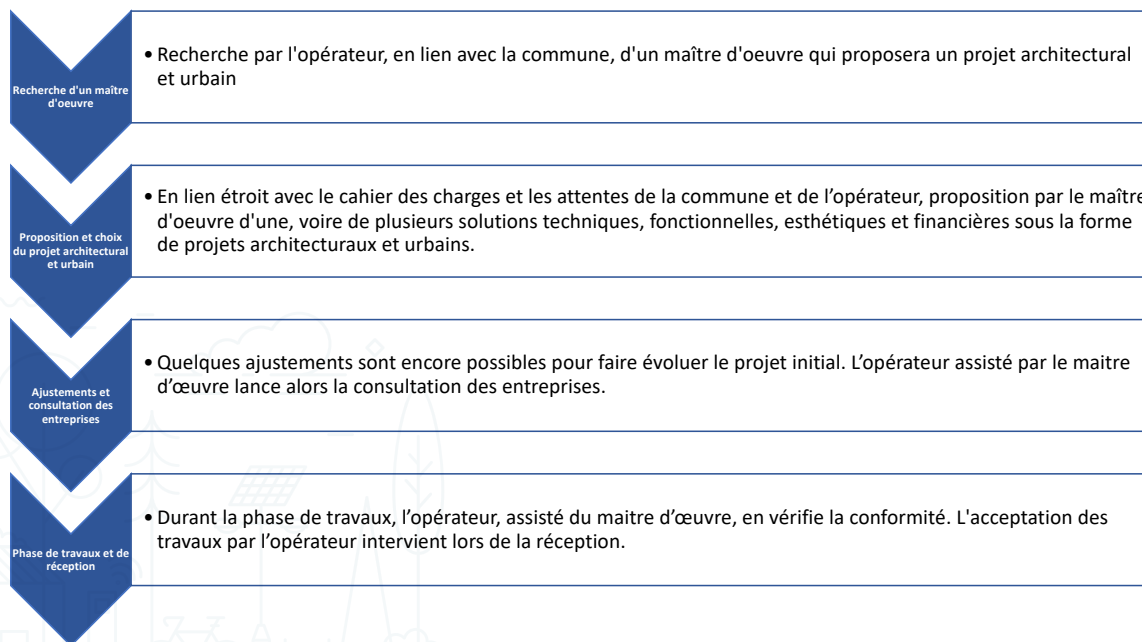 Recherche d'un maître
d'oeuvre
• Recherche par l'opérateur, en lien avec la commune, d'un maître d'oeuvre qui proposera un projet architectural
et urbain
Proposition et choix
du projet architectural
et urbain
• En lien étroit avec le cahier des charges et les attentes de la commune et de l’opérateur, proposition par le maître
d'oeuvre d'une, voire de plusieurs solutions techniques, fonctionnelles, esthétiques et financières sous la forme
de projets architecturaux et urbains.
Ajustements et
consultation des
entreprises
• Quelques ajustements sont encore possibles pour faire évoluer le projet initial. L’opérateur assisté par le maitre
d’œuvre lance alors la consultation des entreprises.
Phase de travaux et de
réception
• Durant la phase de travaux, l’opérateur, assisté du maitre d’œuvre, en vérifie la conformité. L'acceptation des
travaux par l’opérateur intervient lors de la réception.